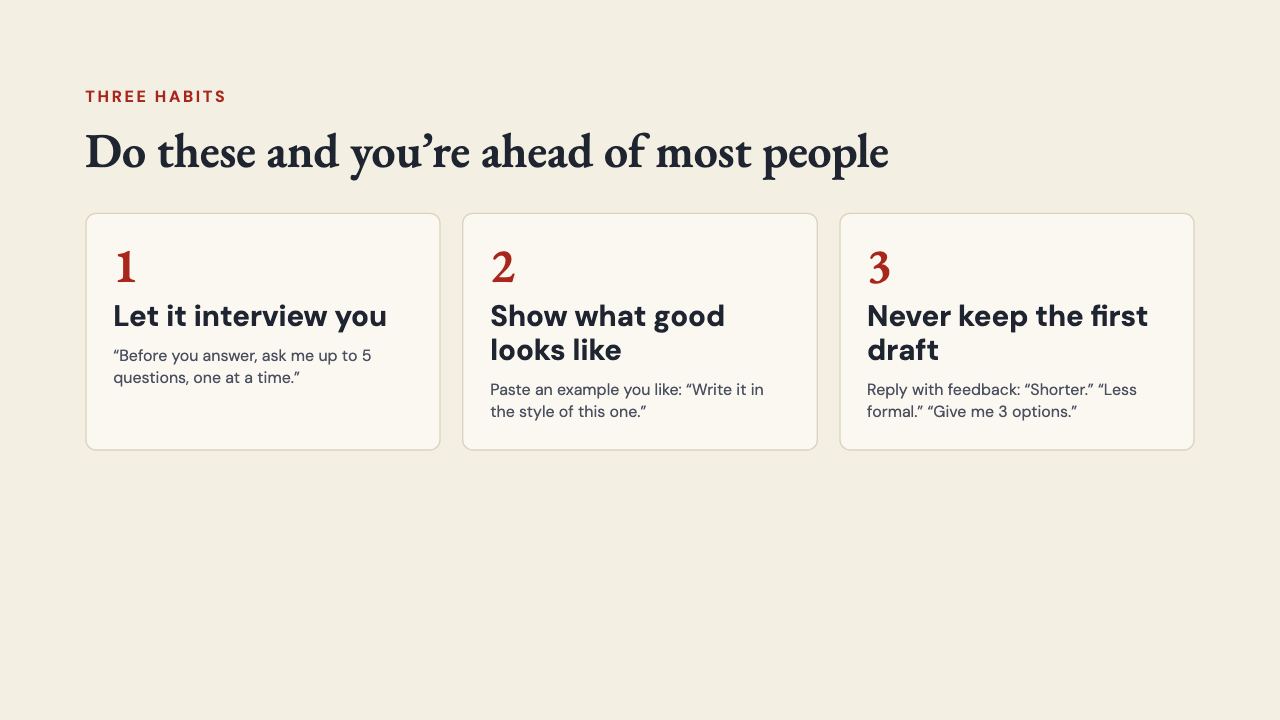 THREE HABITS
Do these and you’re ahead of most people
1
Let it interview you
“Before you answer, ask me up to 5
questions, one at a time.”
2
Show what good
looks like
Paste an example you like: “Write it in
the style of this one.”
3
Never keep the first
draft
Reply with feedback: “Shorter.” “Less
formal.” “Give me 3 options.”